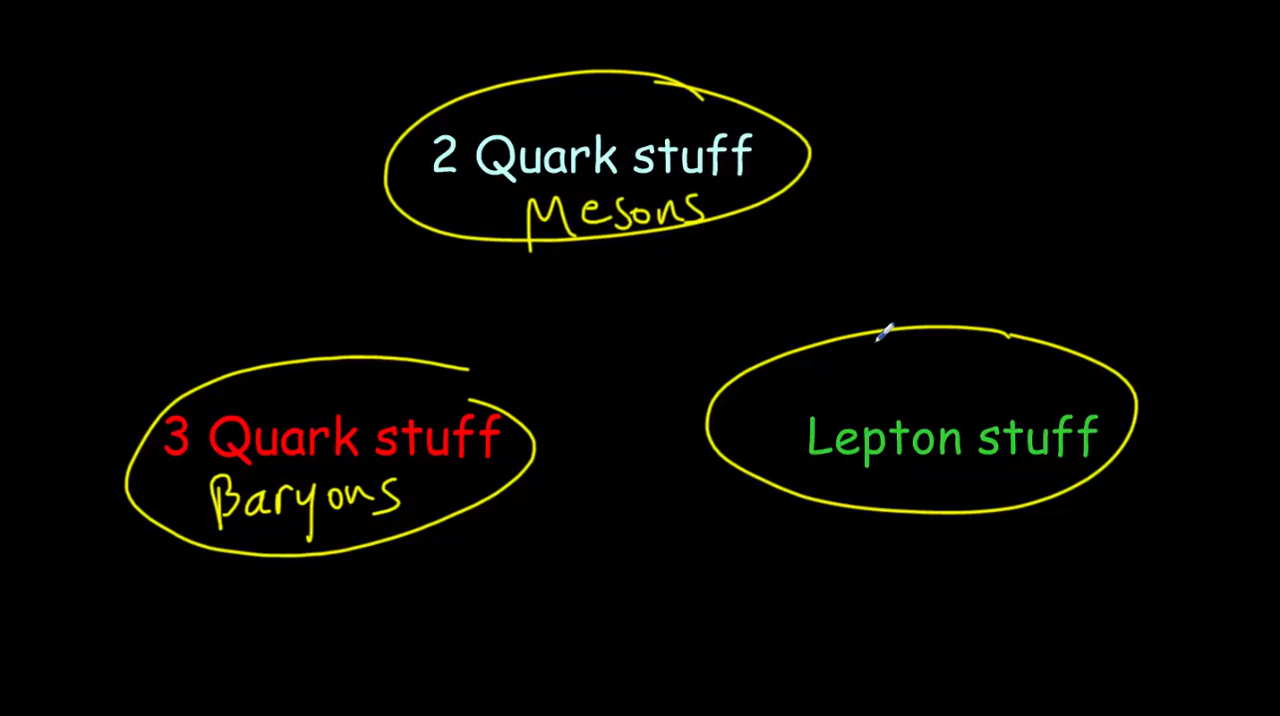 2 Quark stuff
Mesons
3 Quark stuff
Baryons
Lepton stuff